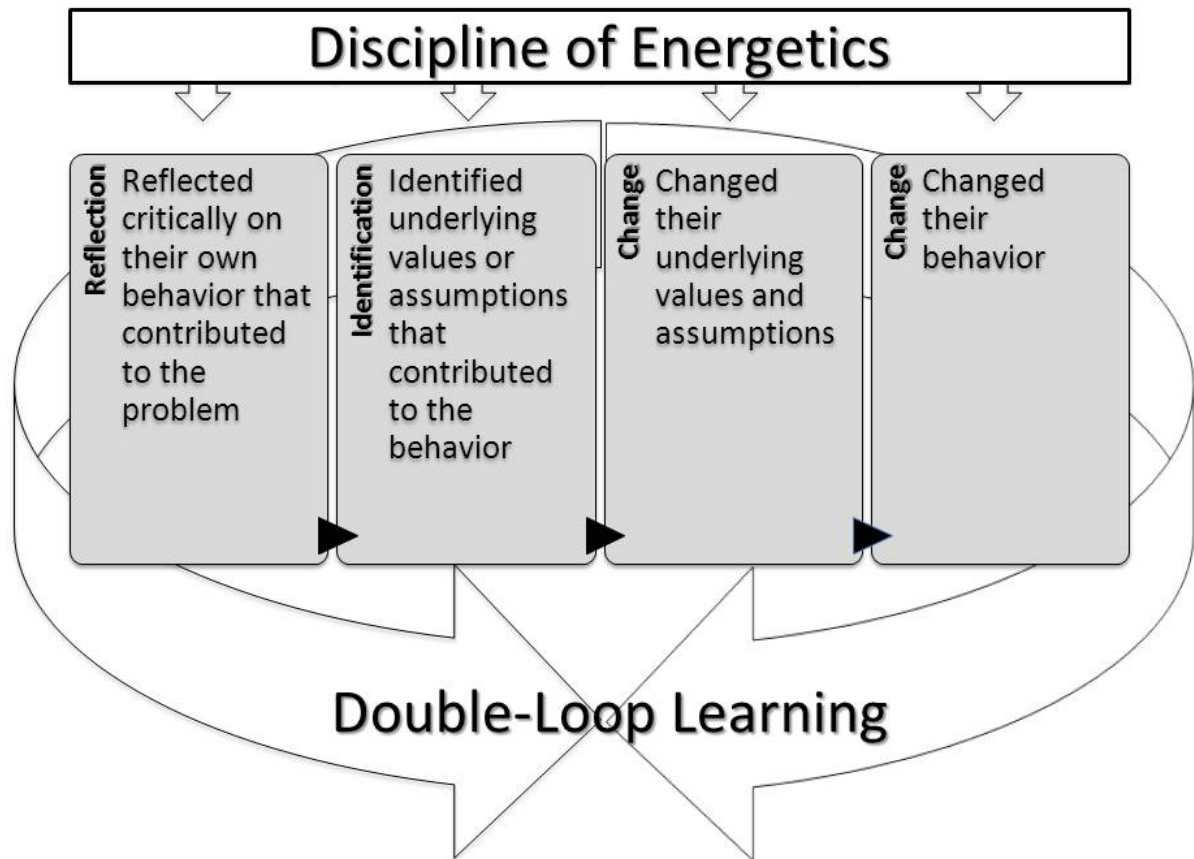 Discipline of Energetics
Reflection
Reflected
critically on
their own
behavior that
contributed
to the
problem
Identification
Identified
underlying
values or
assumptions
that
contributed
to the
behavior
Change
Changed
their
underlying
values and
assumptions
Change
Changed
their
behavior
Double-Loop Learning